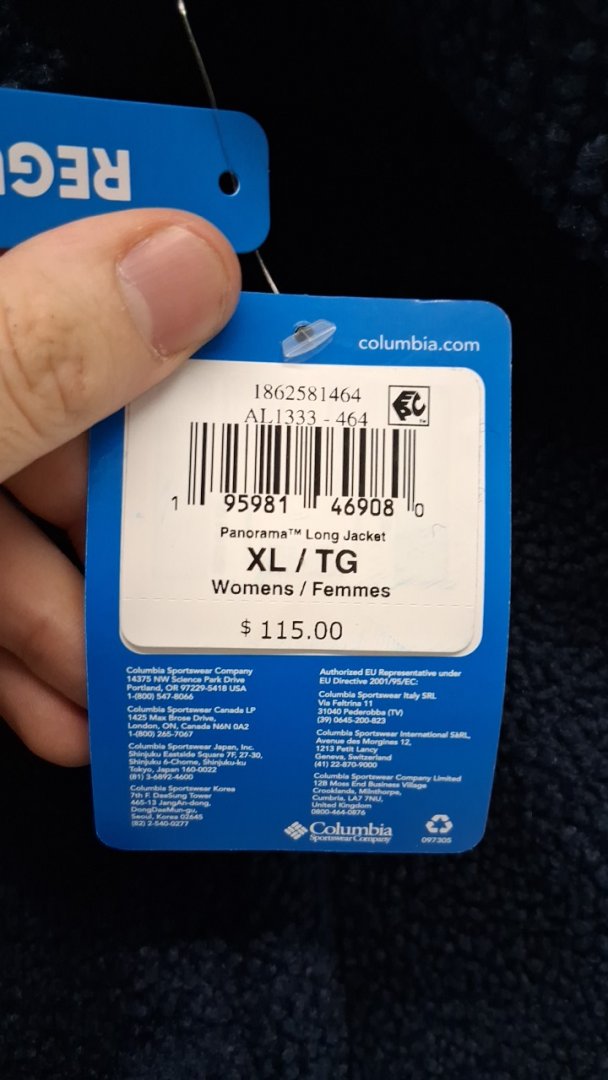 REGU
columbia.com
1862581464
AL1333 - 464
1 95981 46908 0
Panorama™ Long Jacket
XL / TG
Womens / Femmes
$ 115.00
Columbia Sportswear Company
14375 NW Science Park Drive
Portland, OR 97229-5418 USA
1-(800) 547-8066
Columbia Sportswear Canada LP
1425 Max Brose Drive,
London, ON, Canada N6N 0A2
1-(800) 265-7067
Columbia Sportswear Japan, Inc.
Shinjuku Eastside Square 7F, 27-30,
Shinjuku 6-Chome, Shinjuku-ku
Tokyo, Japan 160-0022
(81) 3-6892-4600
Columbia Sportswear Korea
7th F. DaeSung Tower
465-13 JangAn-dong,
DongDaeMun-gu,
Seoul, Korea 02645
(82) 2-540-0277
Authorized EU Representative under
EU Directive 2001/95/EC:
Columbia Sportswear Italy SRL
Via Feltrina 11
31040 Pederobba (TV)
(39) 0645-200-823
Columbia Sportswear International SàRL,
Avenue des Morgines 12,
1213 Petit Lancy
Geneva, Switzerland
(41) 22-870-9000
Columbia Sportswear Company Limited
12B Moss End Business Village
Crooklands, Milnthorpe,
Cumbria, LA7 7NU,
United Kingdom
0800-464-0876
Columbia
Sportswear Company
097305